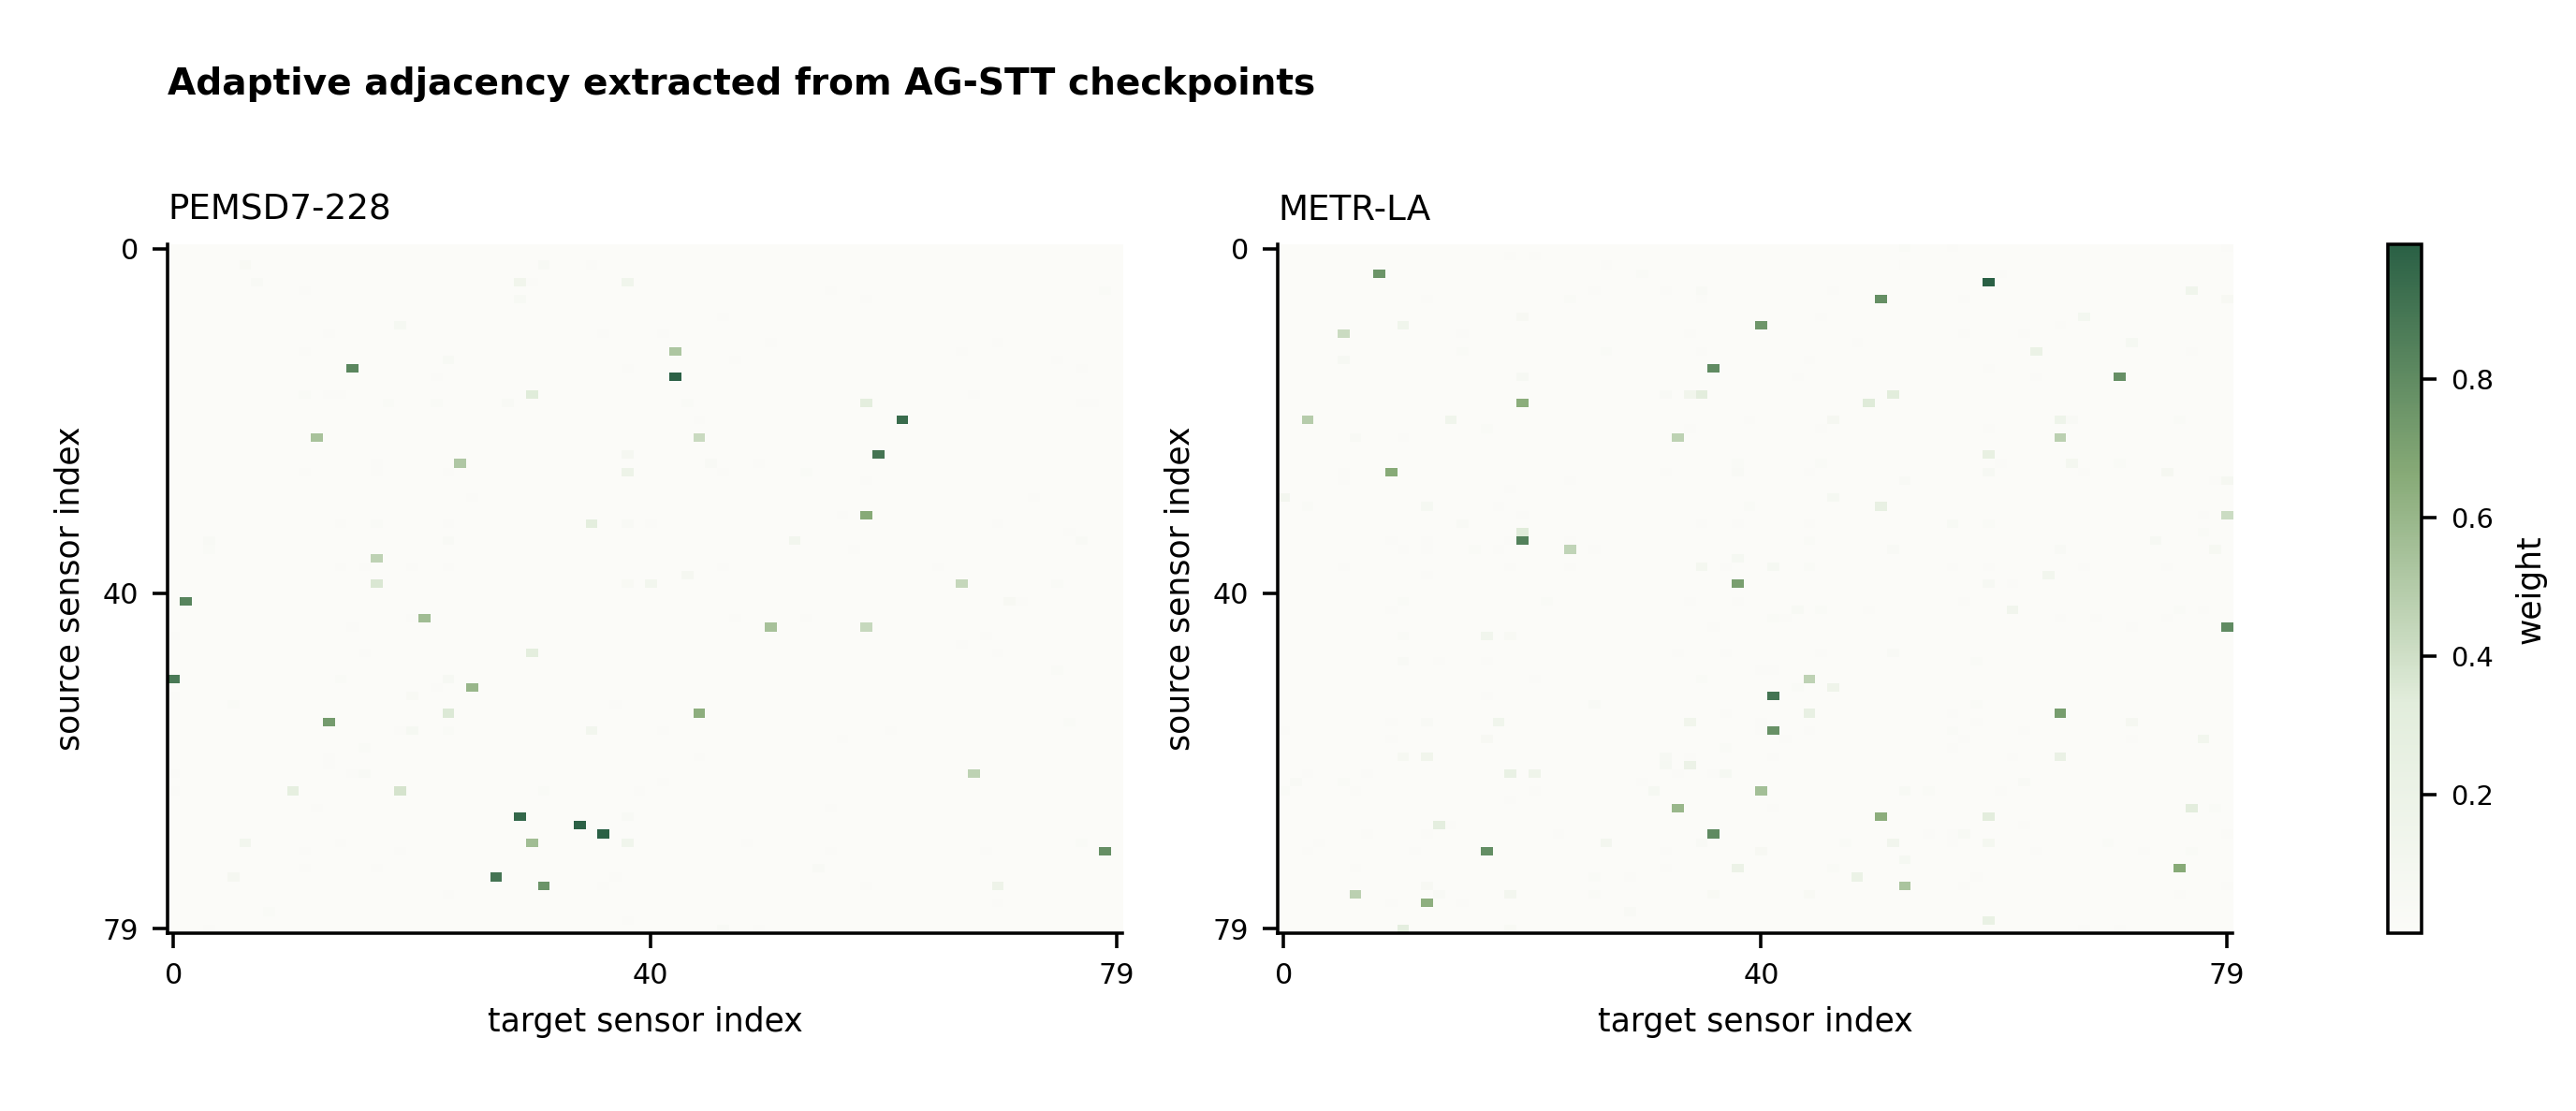 Adaptive adjacency extracted from AG-STT checkpoints
PEMSD7-228
0
40
79
source sensor index
0 40 79
target sensor index
METR-LA
0
40
79
source sensor index
0 40 79
target sensor index
0.8
0.6
0.4
0.2
weight